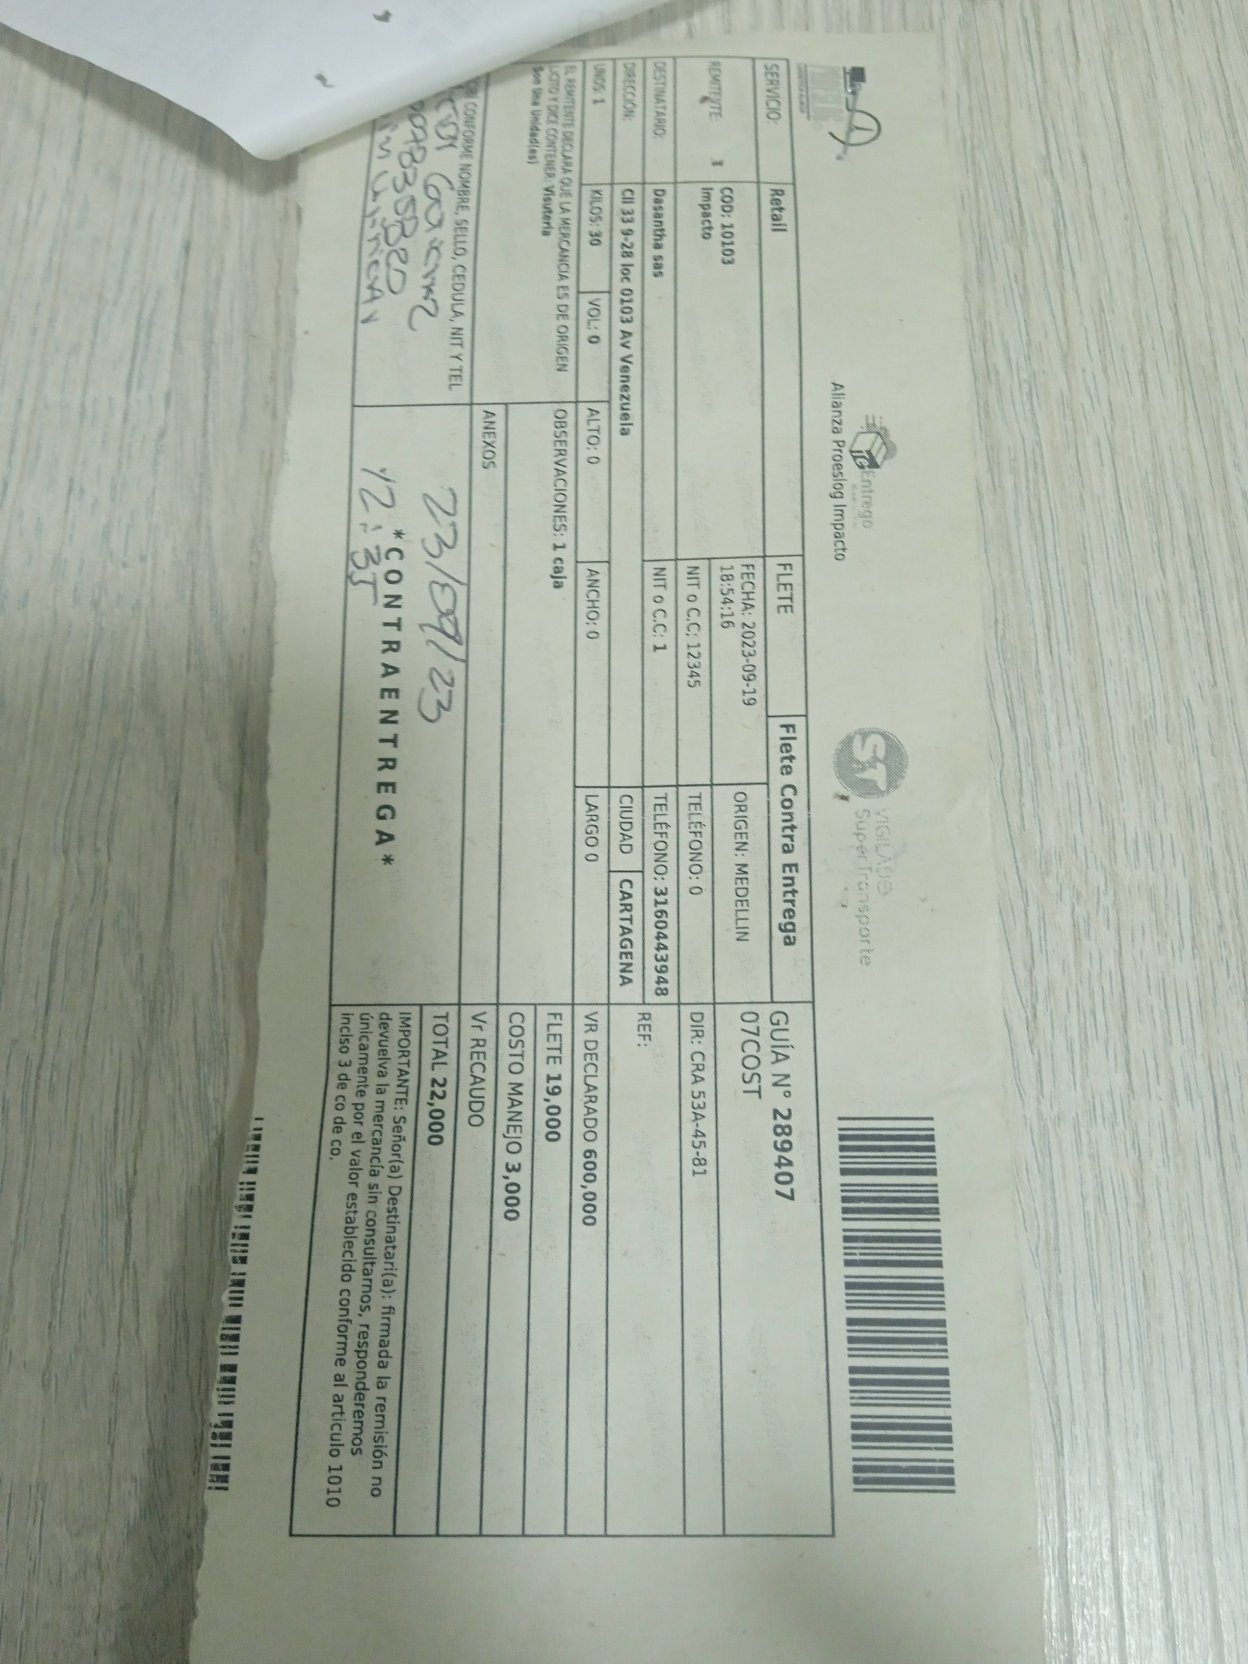 Entrego
Alianza Proeslog Impacto
VIGILADO
SuperTransporte
SERVICIO: Retail FLETE Flete Contra Entrega GUÍA N° 289407
07COST
REMITENTE: COD: 10103 FECHA: 2023-09-19 ORIGEN: MEDELLIN
Impacto 18:54:16
NIT o C.C: 12345 TELÉFONO: 0 DIR: CRA 53A-45-81
DESTINATARIO: Dasantha sas NIT o C.C: 1 TELÉFONO: 3160443948 REF:
DIRECCIÓN: Cll 33 9-28 loc 0103 Av Venezuela CIUDAD CARTAGENA
UNDS: 1 KILOS: 30 VOL: 0 ALTO: 0 ANCHO: 0 LARGO 0 VR DECLARADO 600,000
EL REMITENTE DECLARA QUE LA MERCANCIA ES DE ORIGEN
LICITO Y DICE CONTENER: Visuteria
Son Una Unidad(es)
OBSERVACIONES: 1 caja
FLETE 19,000
COSTO MANEJO 3,000
CONFORME NOMBRE, SELLO, CEDULA, NIT Y TEL
ANEXOS
Vr RECAUDO
TOTAL 22,000
23/09/23
*CONTRAENTREGA*
12:35
IMPORTANTE: Señor(a) Destinatari(a): firmada la remisión no
devuelva la mercancía sin consultarnos, responderemos
únicamente por el valor establecido conforme al articulo 1010
inciso 3 de co de co.